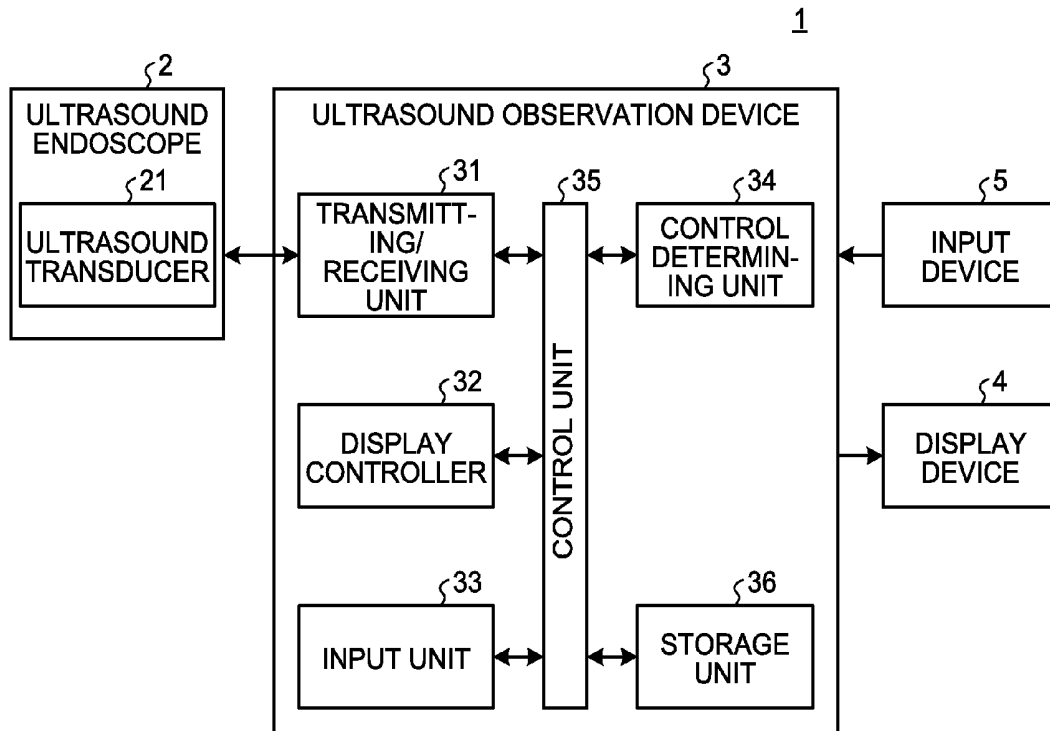 1
2
ULTRASOUND
ENDOSCOPE
21
ULTRASOUND
TRANSDUCER
3
ULTRASOUND OBSERVATION DEVICE
31
TRANSMITT-
ING/
RECEIVING
UNIT
35
CONTROL UNIT
34
CONTROL
DETERMIN-
ING UNIT
5
INPUT
DEVICE
32
DISPLAY
CONTROLLER
4
DISPLAY
DEVICE
33
INPUT UNIT
36
STORAGE
UNIT